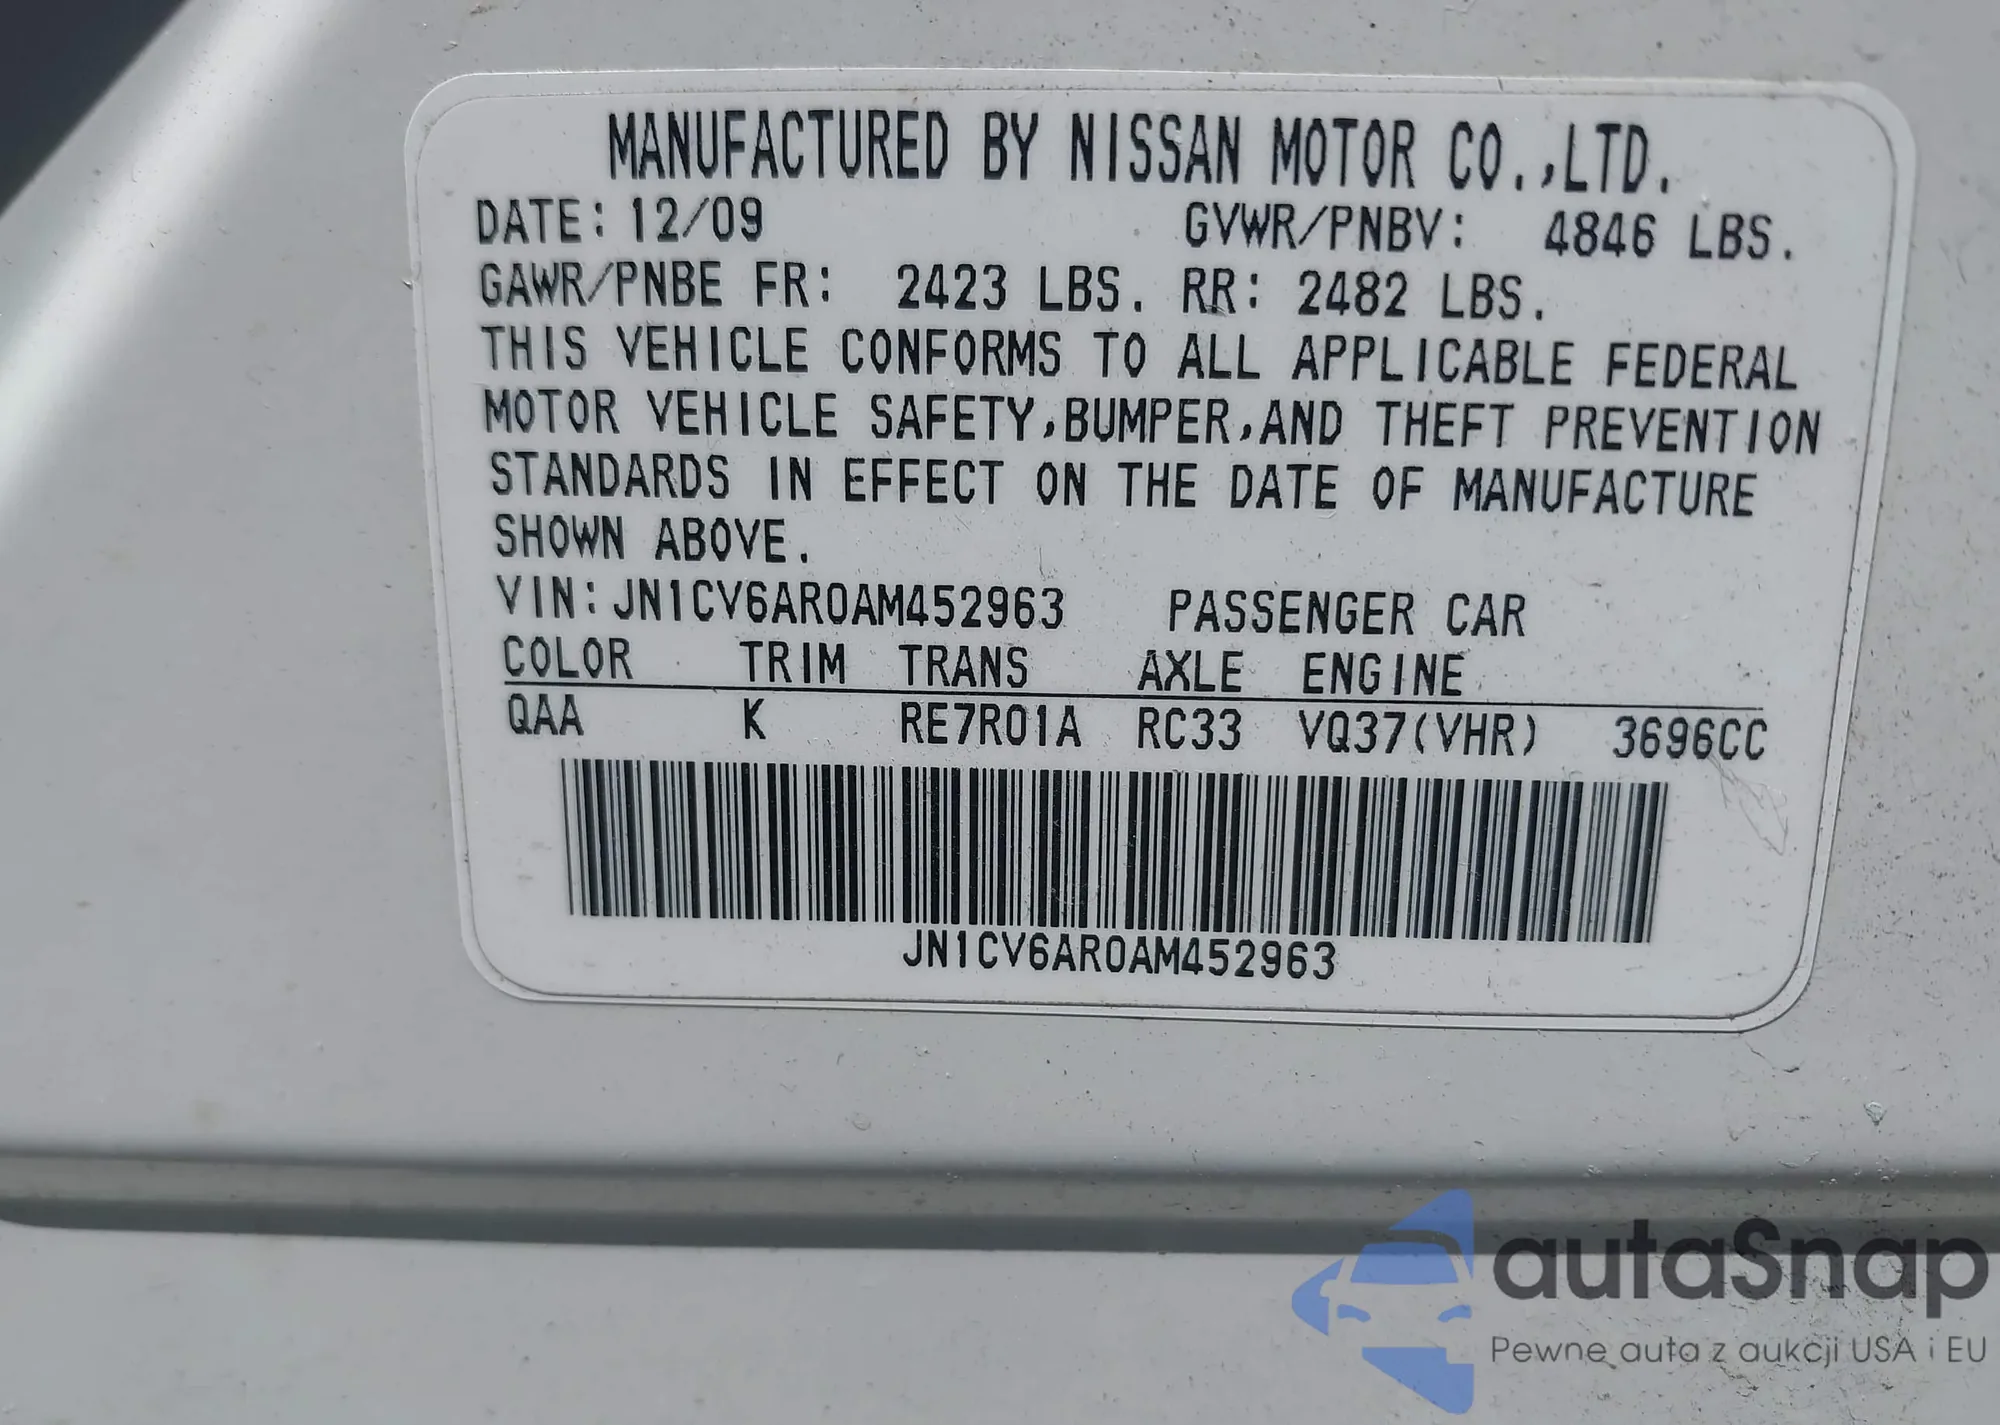 MANUFACTURED BY NISSAN MOTOR CO.,LTD.
DATE: 12/09 GVWR/PNBV: 4846 LBS.
GAWR/PNBE FR: 2423 LBS. RR: 2482 LBS.
THIS VEHICLE CONFORMS TO ALL APPLICABLE FEDERAL
MOTOR VEHICLE SAFETY,BUMPER,AND THEFT PREVENTION
STANDARDS IN EFFECT ON THE DATE OF MANUFACTURE
SHOWN ABOVE.
VIN:JN1CV6AR0AM452963 PASSENGER CAR
COLOR TRIM TRANS AXLE ENGINE
QAA K RE7R01A RC33 VQ37(VHR) 3696CC
JN1CV6AR0AM452963
autaSnap
Pewne auta z aukcji USA i EU